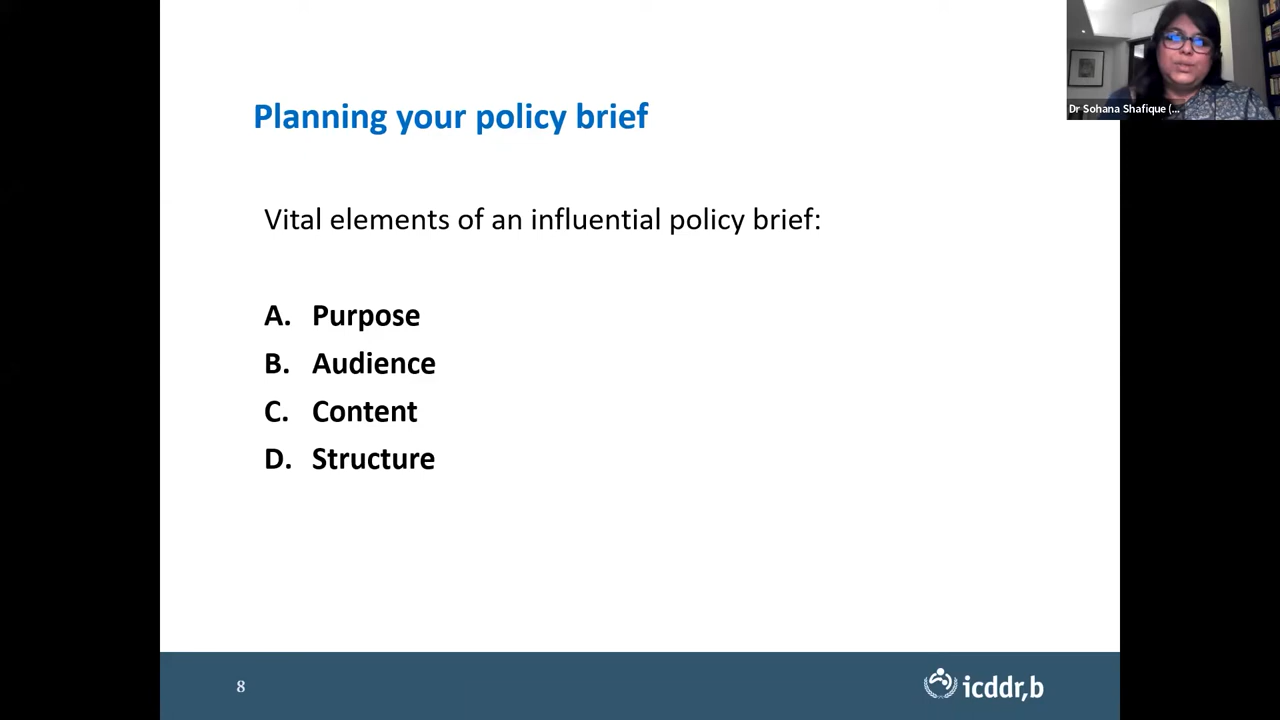 Planning your policy brief
Dr Sohana Shafique (...
Vital elements of an influential policy brief:
A. Purpose
B. Audience
C. Content
D. Structure
8
icddr,b